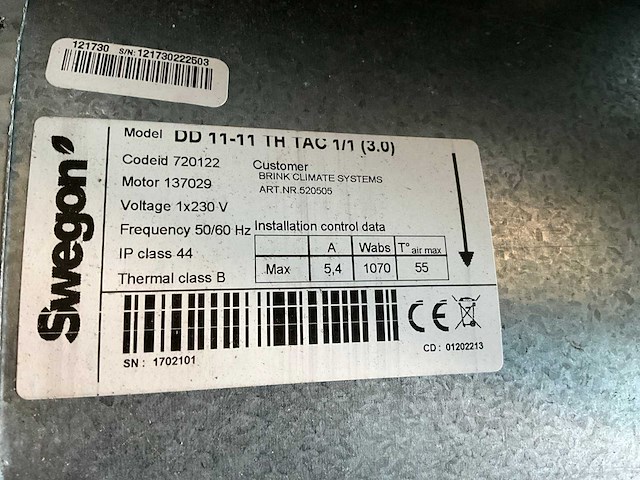 121730 S/N: 121730222503
Swegon
Model DD 11-11 TH TAC 1/1 (3.0)
Codeid 720122
Motor 137029
Voltage 1x230 V
Frequency 50/60 Hz
IP class 44
Thermal class B
Customer
BRINK CLIMATE SYSTEMS
ART.NR.520505
Installation control data
A Wabs T° air max
Max 5,4 1070 55
CE
SN : 1702101
CD : 01202213